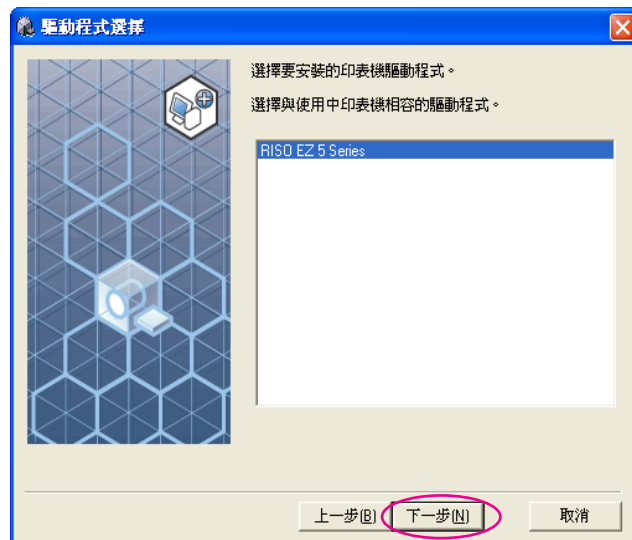 驅動程式選擇
選擇要安裝的印表機驅動程式。
選擇與使用中印表機相容的驅動程式。
RISO EZ 5 Series
上一步(B)
下一步(N)
取消